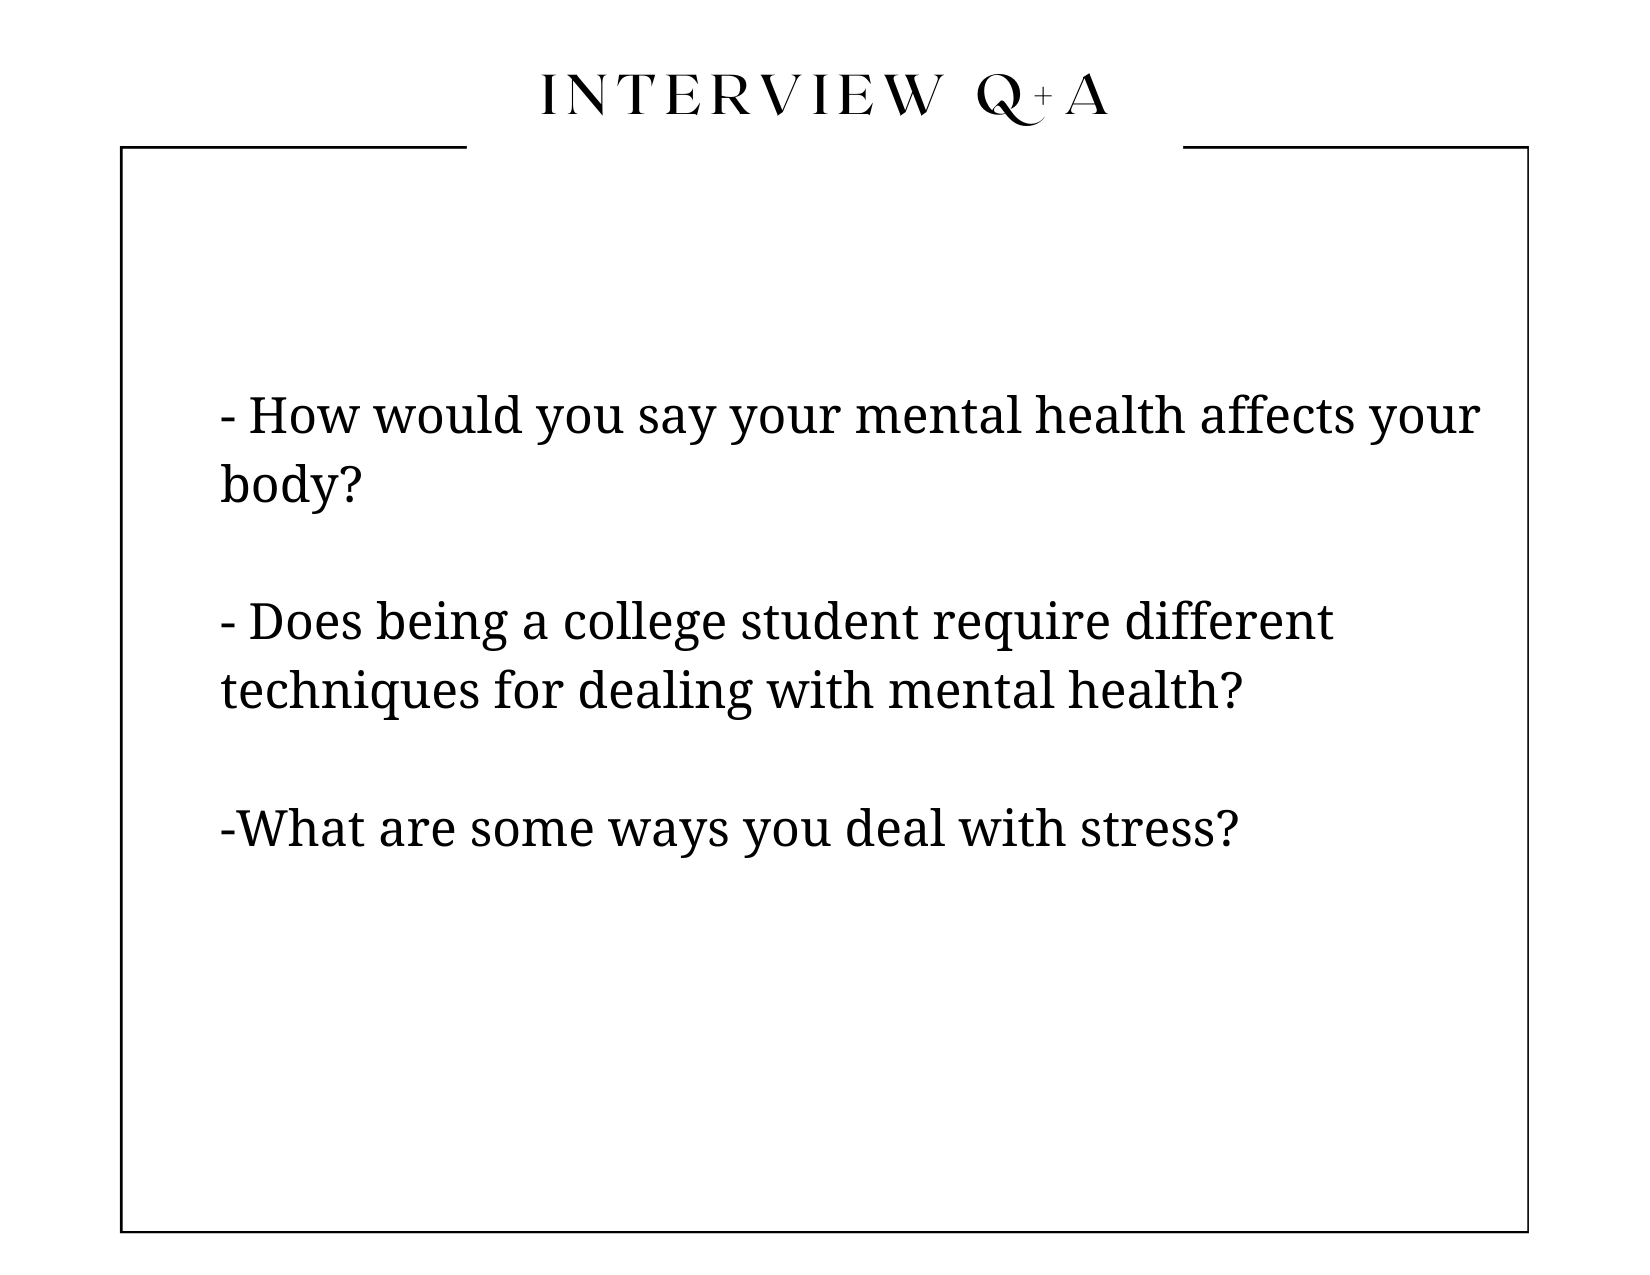 INTERVIEW Q+A
- How would you say your mental health affects your
body?
- Does being a college student require different
techniques for dealing with mental health?
-What are some ways you deal with stress?